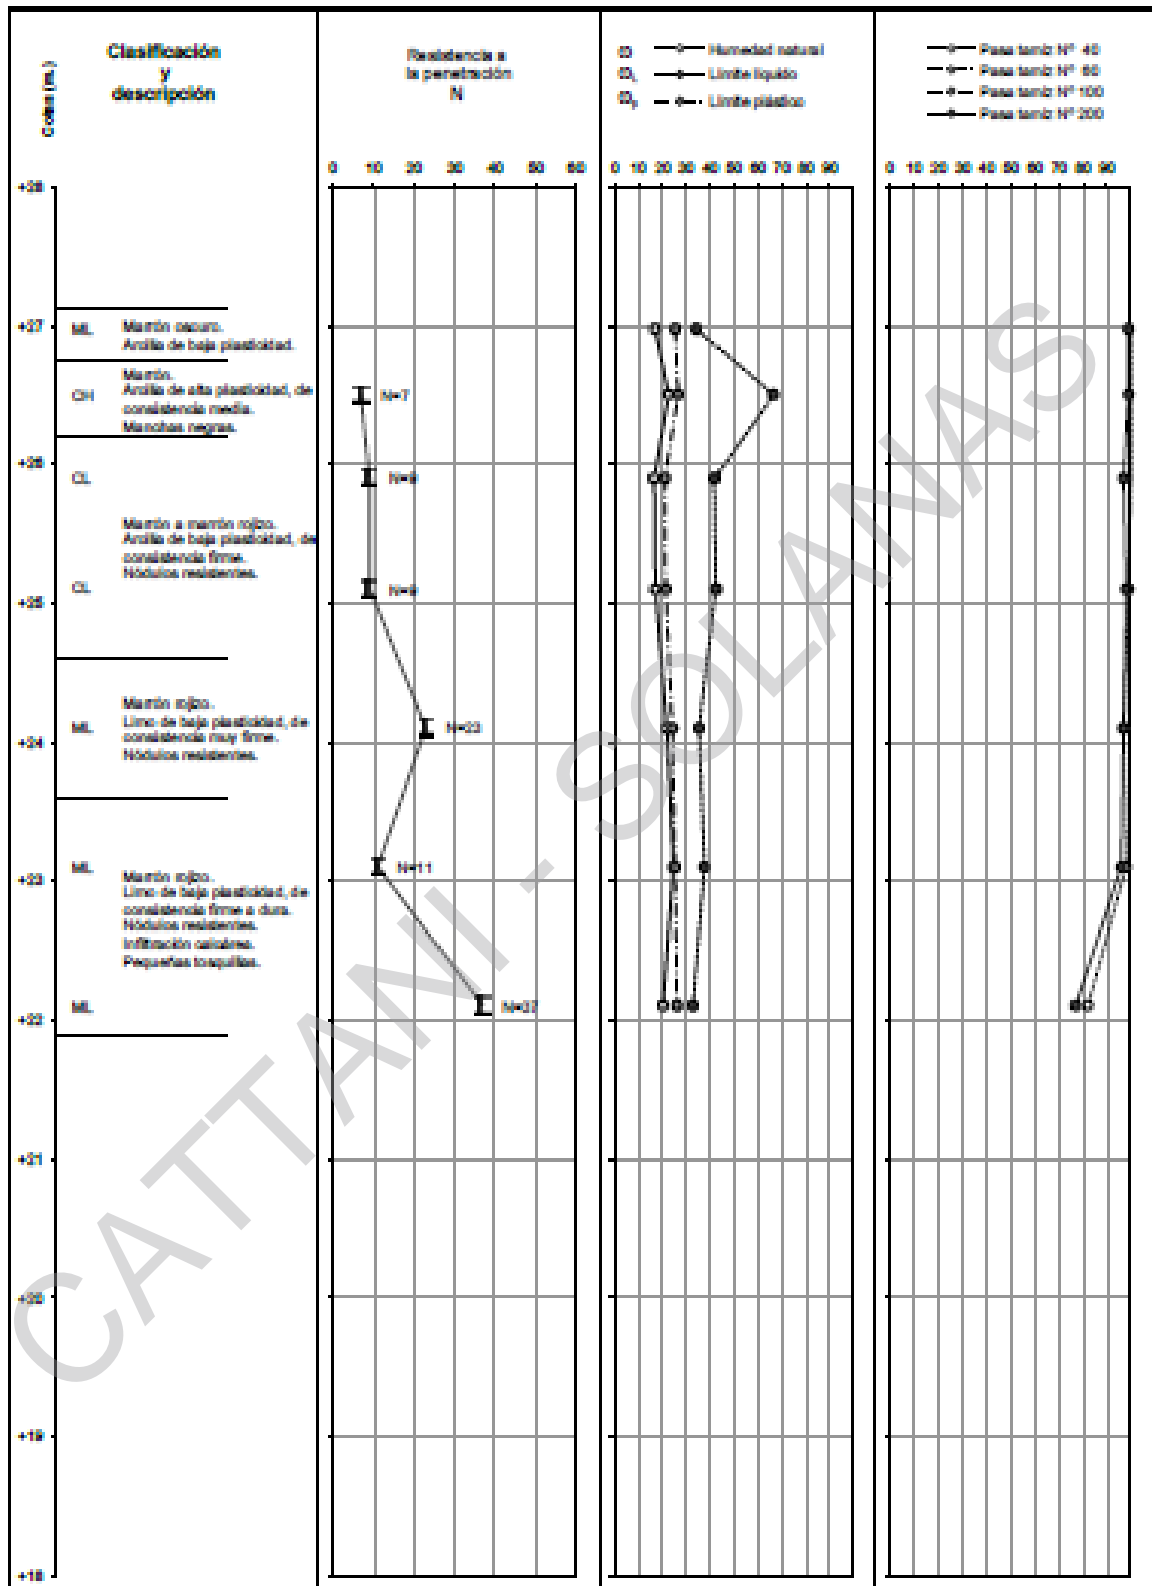 Cotas (m.)
Clasificación
y
descripción
Resistencia a
la penetración
N
Humedad natural
Límite líquido
Límite plástico
Pasa tamiz Nº 40
Pasa tamiz Nº 60
Pasa tamiz Nº 100
Pasa tamiz Nº 200
0 10 20 30 40 50 60
0 10 20 30 40 50 60 70 80 90
0 10 20 30 40 50 60 70 80 90
+28
+27
ML
Marrón oscuro.
Arcilla de baja plasticidad.
CH
Marrón.
Arcilla de alta plasticidad, de
consistencia media.
Manchas negras.
N=7
+26
CL
N=9
Marrón a marrón rojizo.
Arcilla de baja plasticidad, de
consistencia firme.
Nódulos resistentes.
CL
N=9
+25
Marrón rojizo.
ML
Limo de baja plasticidad, de
consistencia muy firme.
Nódulos resistentes.
N=23
+24
ML
N=11
+23
Marrón rojizo.
Limo de baja plasticidad, de
consistencia firme a dura.
Nódulos resistentes.
Infiltración calcárea.
Pequeñas tosquillas.
ML
N=37
+22
+21
+20
+19
+18
CATTANI - SOLANAS